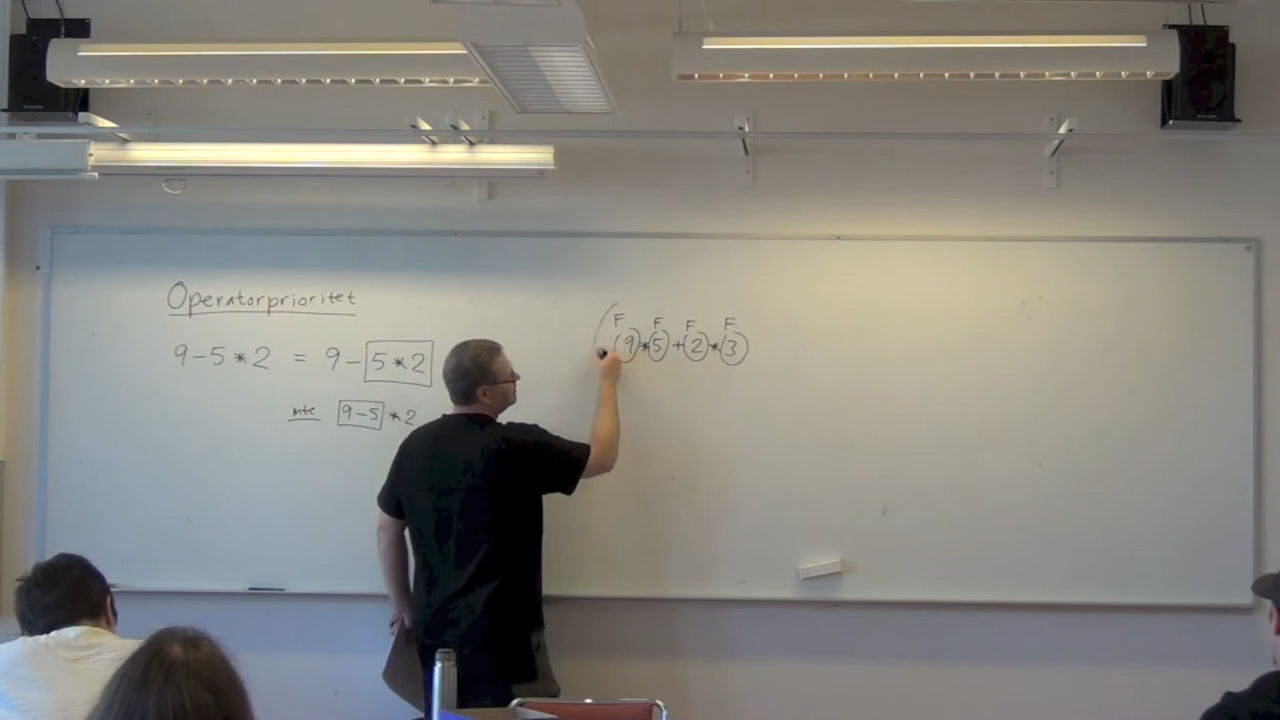 Operatorprioritet
9-5*2 = 9-5*2
inte 9-5*2
F F F F
9*5+2*3